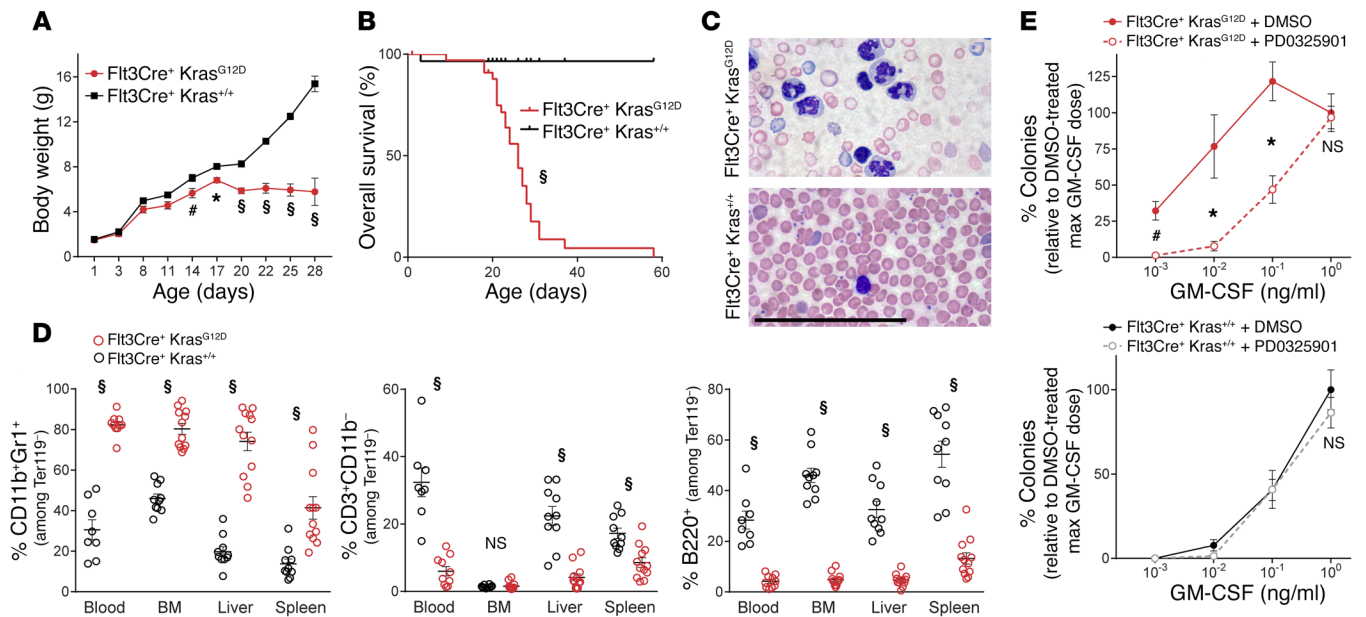 A
Flt3Cre⁺ Krasᴳ¹²ᴰ
Flt3Cre⁺ Kras⁺/⁺
Body weight (g)
16
12
8
4
0
# * § § § §
1 3 8 11 14 17 20 22 25 28
Age (days)
B
Overall survival (%)
100
50
0
Flt3Cre⁺ Krasᴳ¹²ᴰ
Flt3Cre⁺ Kras⁺/⁺
§
0 20 40 60
Age (days)
C
Flt3Cre⁺ Krasᴳ¹²ᴰ
Flt3Cre⁺ Kras⁺/⁺
D
Flt3Cre⁺ Krasᴳ¹²ᴰ
Flt3Cre⁺ Kras⁺/⁺
% CD11b⁺Gr1⁺
(among Ter119⁻)
100
80
60
40
20
0
§ § § §
Blood BM Liver Spleen
% CD3⁺CD11b⁻
(among Ter119⁻)
60
40
20
0
§ NS § §
Blood BM Liver Spleen
% B220⁺ (among Ter119⁻)
80
60
40
20
0
§ § § §
Blood BM Liver Spleen
E
Flt3Cre⁺ Krasᴳ¹²ᴰ + DMSO
Flt3Cre⁺ Krasᴳ¹²ᴰ + PD0325901
% Colonies
(relative to DMSO-treated
max GM-CSF dose)
125
100
75
50
25
0
# * * NS
10⁻³ 10⁻² 10⁻¹ 10⁰
GM-CSF (ng/ml)
Flt3Cre⁺ Kras⁺/⁺ + DMSO
Flt3Cre⁺ Kras⁺/⁺ + PD0325901
% Colonies
(relative to DMSO-treated
max GM-CSF dose)
100
50
0
NS
10⁻³ 10⁻² 10⁻¹ 10⁰
GM-CSF (ng/ml)